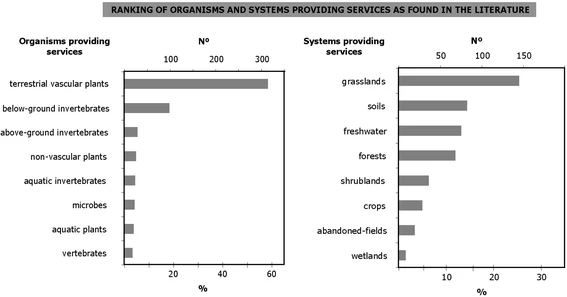 RANKING OF ORGANISMS AND SYSTEMS PROVIDING SERVICES AS FOUND IN THE LITERATURE
Organisms providing
services
Nº
100 200 300
terrestrial vascular plants
below-ground invertebrates
above-ground invertebrates
non-vascular plants
aquatic invertebrates
microbes
aquatic plants
vertebrates
20 40 60
%
Systems providing
services
Nº
50 100 150
grasslands
soils
freshwater
forests
shrublands
crops
abandoned-fields
wetlands
10 20 30
%